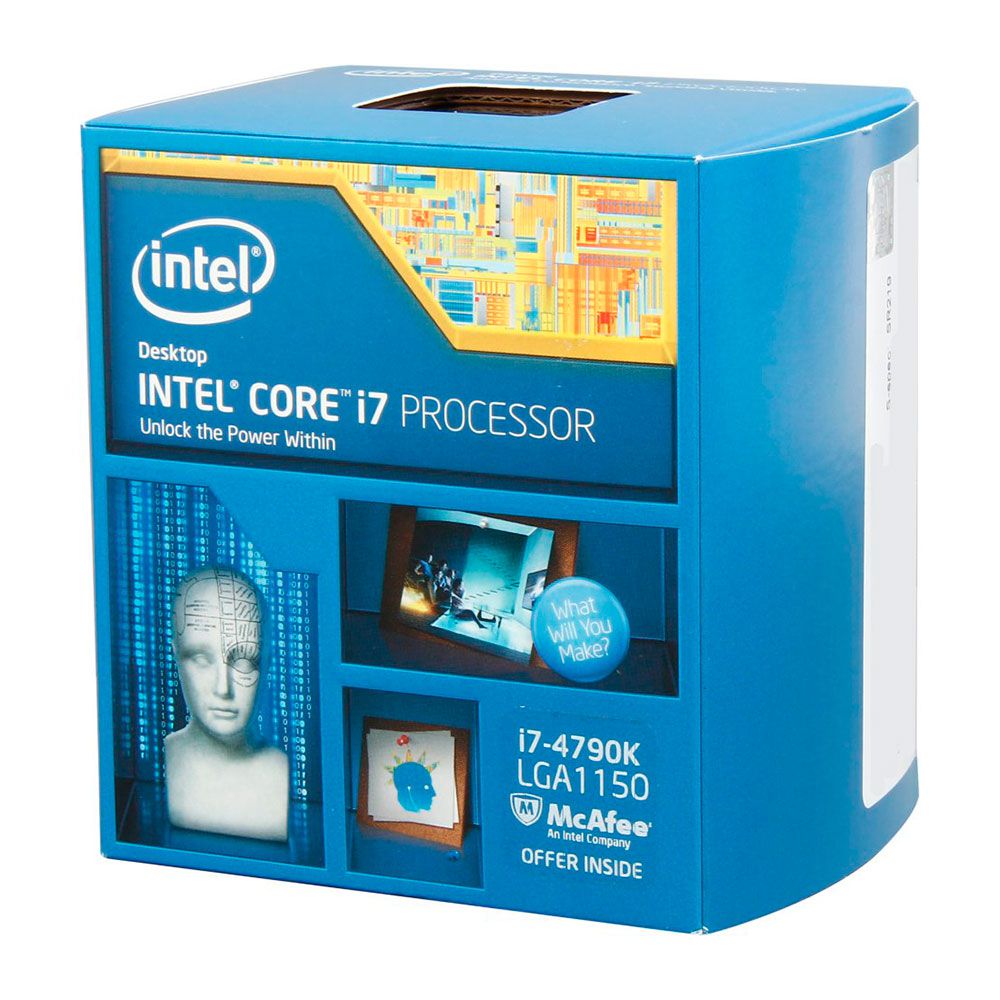 intel®
Desktop
INTEL® CORE™ i7 PROCESSOR
Unlock the Power Within
What
Will You
Make?
i7-4790K
LGA1150
McAfee
An Intel Company
OFFER INSIDE
SR219